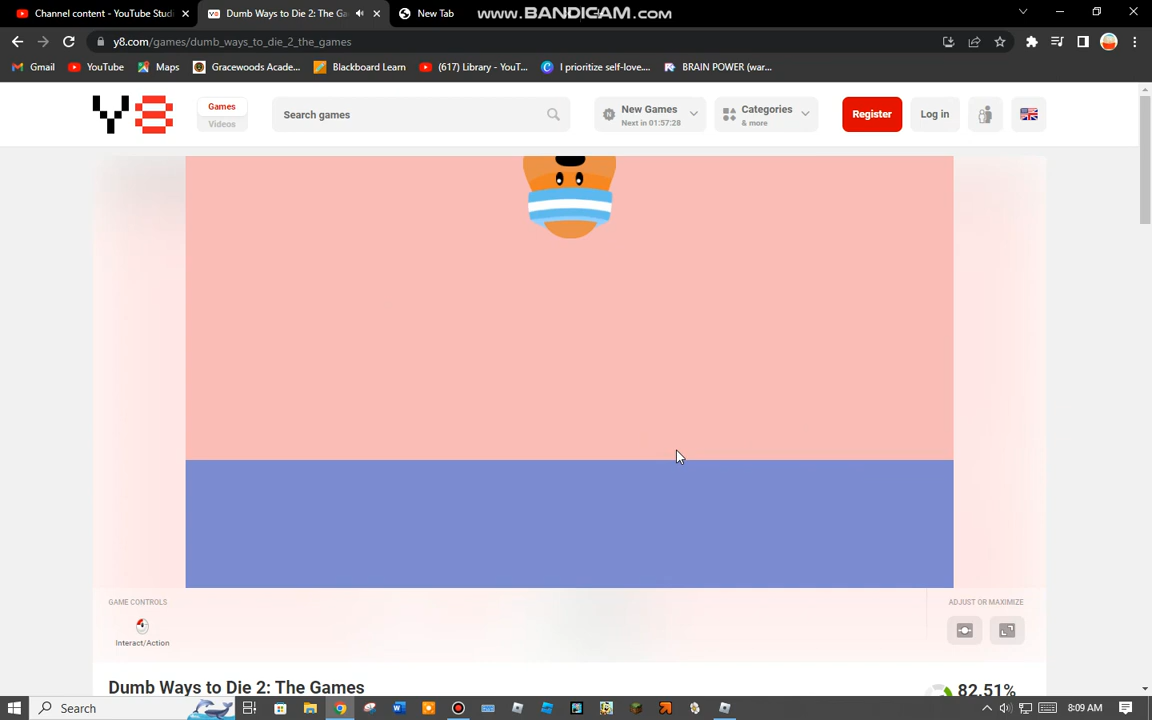 Channel content - YouTube Studi
Dumb Ways to Die 2: The Ga
New Tab
www.BANDICAM.com
y8.com/games/dumb_ways_to_die_2_the_games
Gmail
YouTube
Maps
Gracewoods Acade...
Blackboard Learn
(617) Library - YouT...
I prioritize self-love....
BRAIN POWER (war...
Y8
Games
Videos
Search games
New Games
Next in 01:57:28
Categories
& more
Register
Log in
GAME CONTROLS
Interact/Action
ADJUST OR MAXIMIZE
Dumb Ways to Die 2: The Games
82.51%
Search
8:09 AM